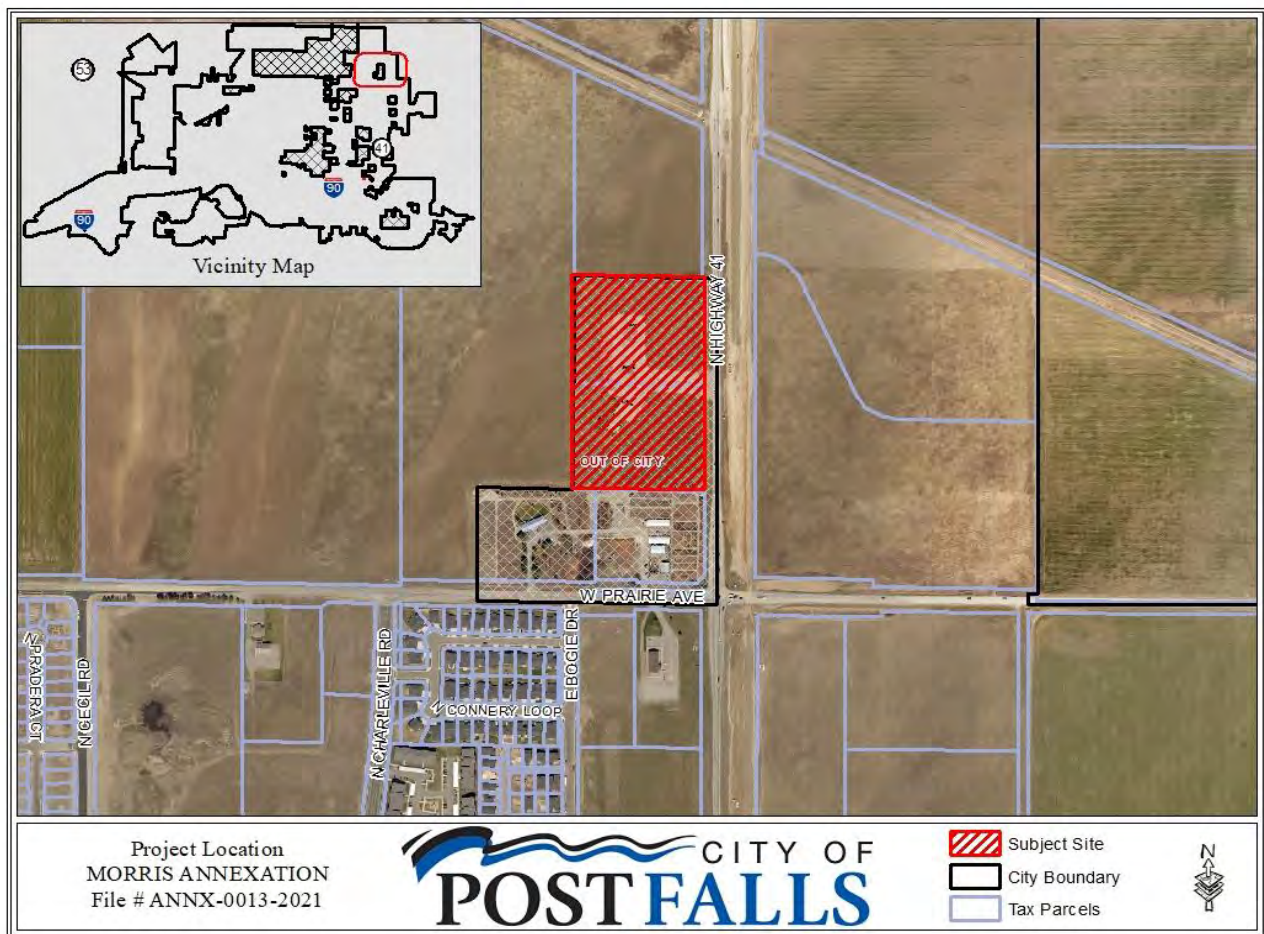 53
41
90
90
Vicinity Map
N HIGHWAY 41
OUT OF CITY
W PRAIRIE AVE
N PRADERA CT
N CECIL RD
N CHARLEVILLE RD
N CONNERY LOOP
E BOGIE DR
Project Location
MORRIS ANNEXATION
File # ANNX-0013-2021
CITY OF
POST FALLS
Subject Site
City Boundary
Tax Parcels
N